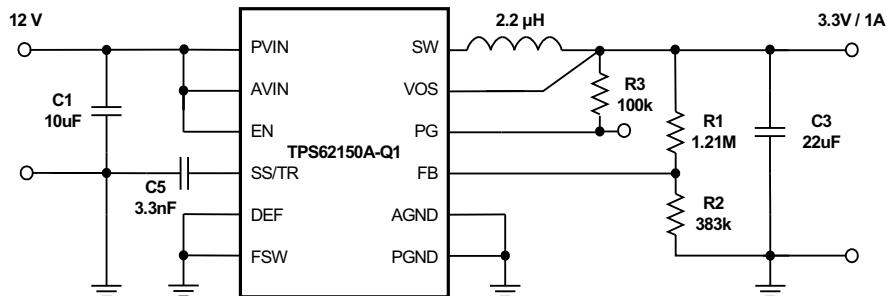 12 V
2.2 µH
3.3V / 1A
PVIN
SW
C1
10uF
AVIN
VOS
R3
100k
EN
PG
R1
1.21M
C3
22uF
TPS62150A-Q1
C5
3.3nF
SS/TR
FB
DEF
AGND
R2
383k
FSW
PGND